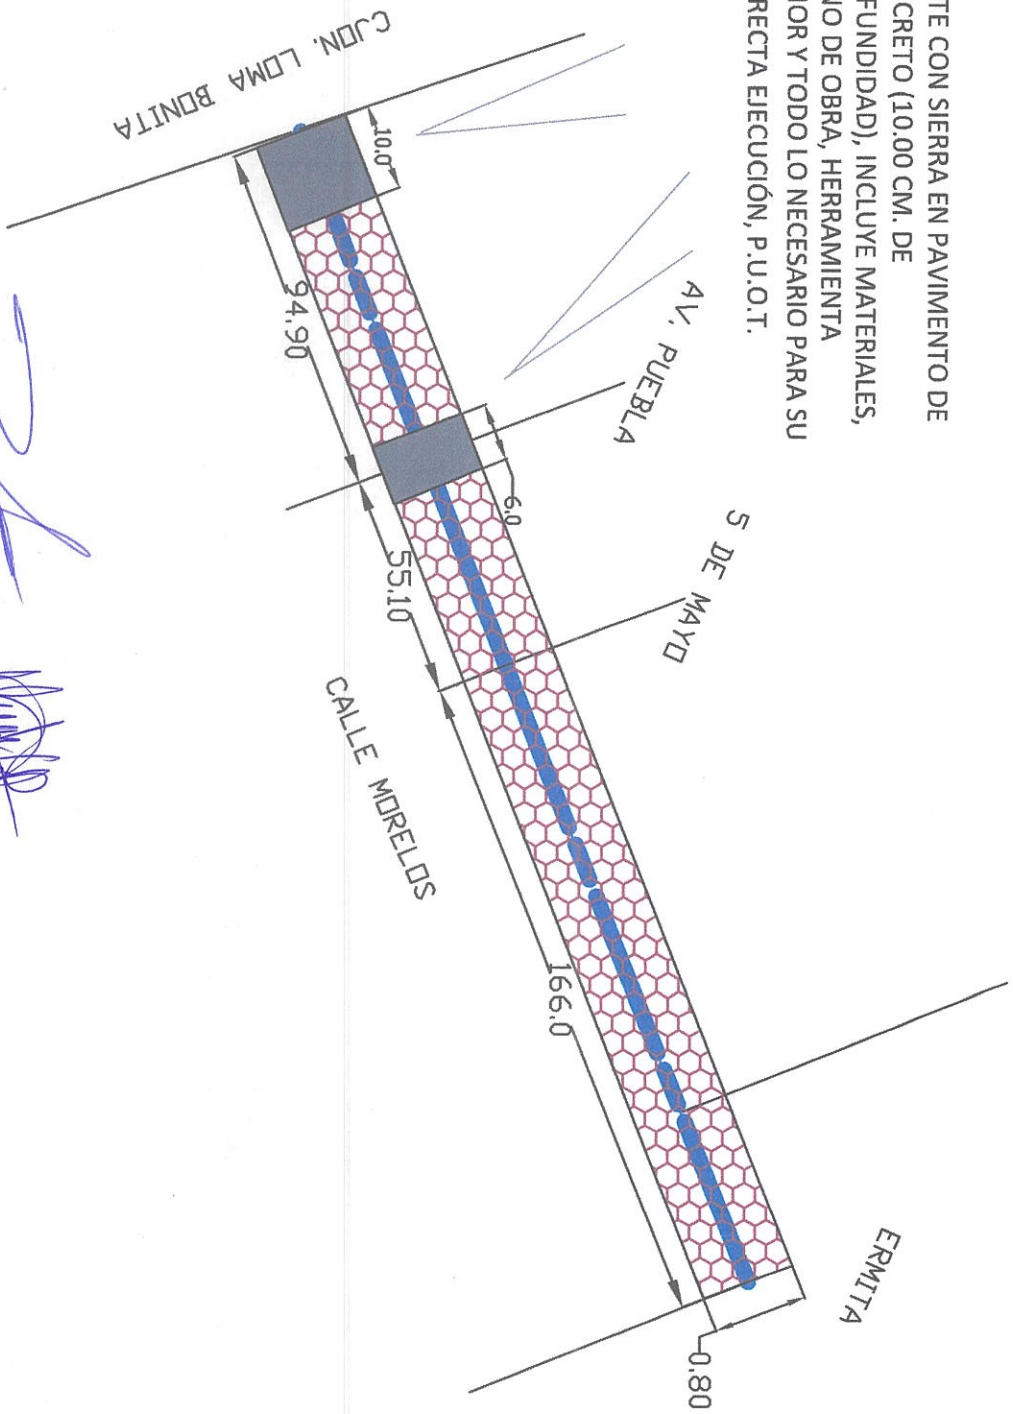 TE CON SIERRA EN PAVIMENTO DE
CRETO (10.00 CM. DE
FUNDIDAD), INCLUYE MATERIALES,
NO DE OBRA, HERRAMIENTA
IOR Y TODO LO NECESARIO PARA SU
RECTA EJECUCIÓN, P.U.O.T.
CJON. LOMA BONITA
10.0
94.90
AV. PUEBLA
6.0
55.10
5 DE MAYO
CALLE MORELOS
166.0
ERMITA
0.80